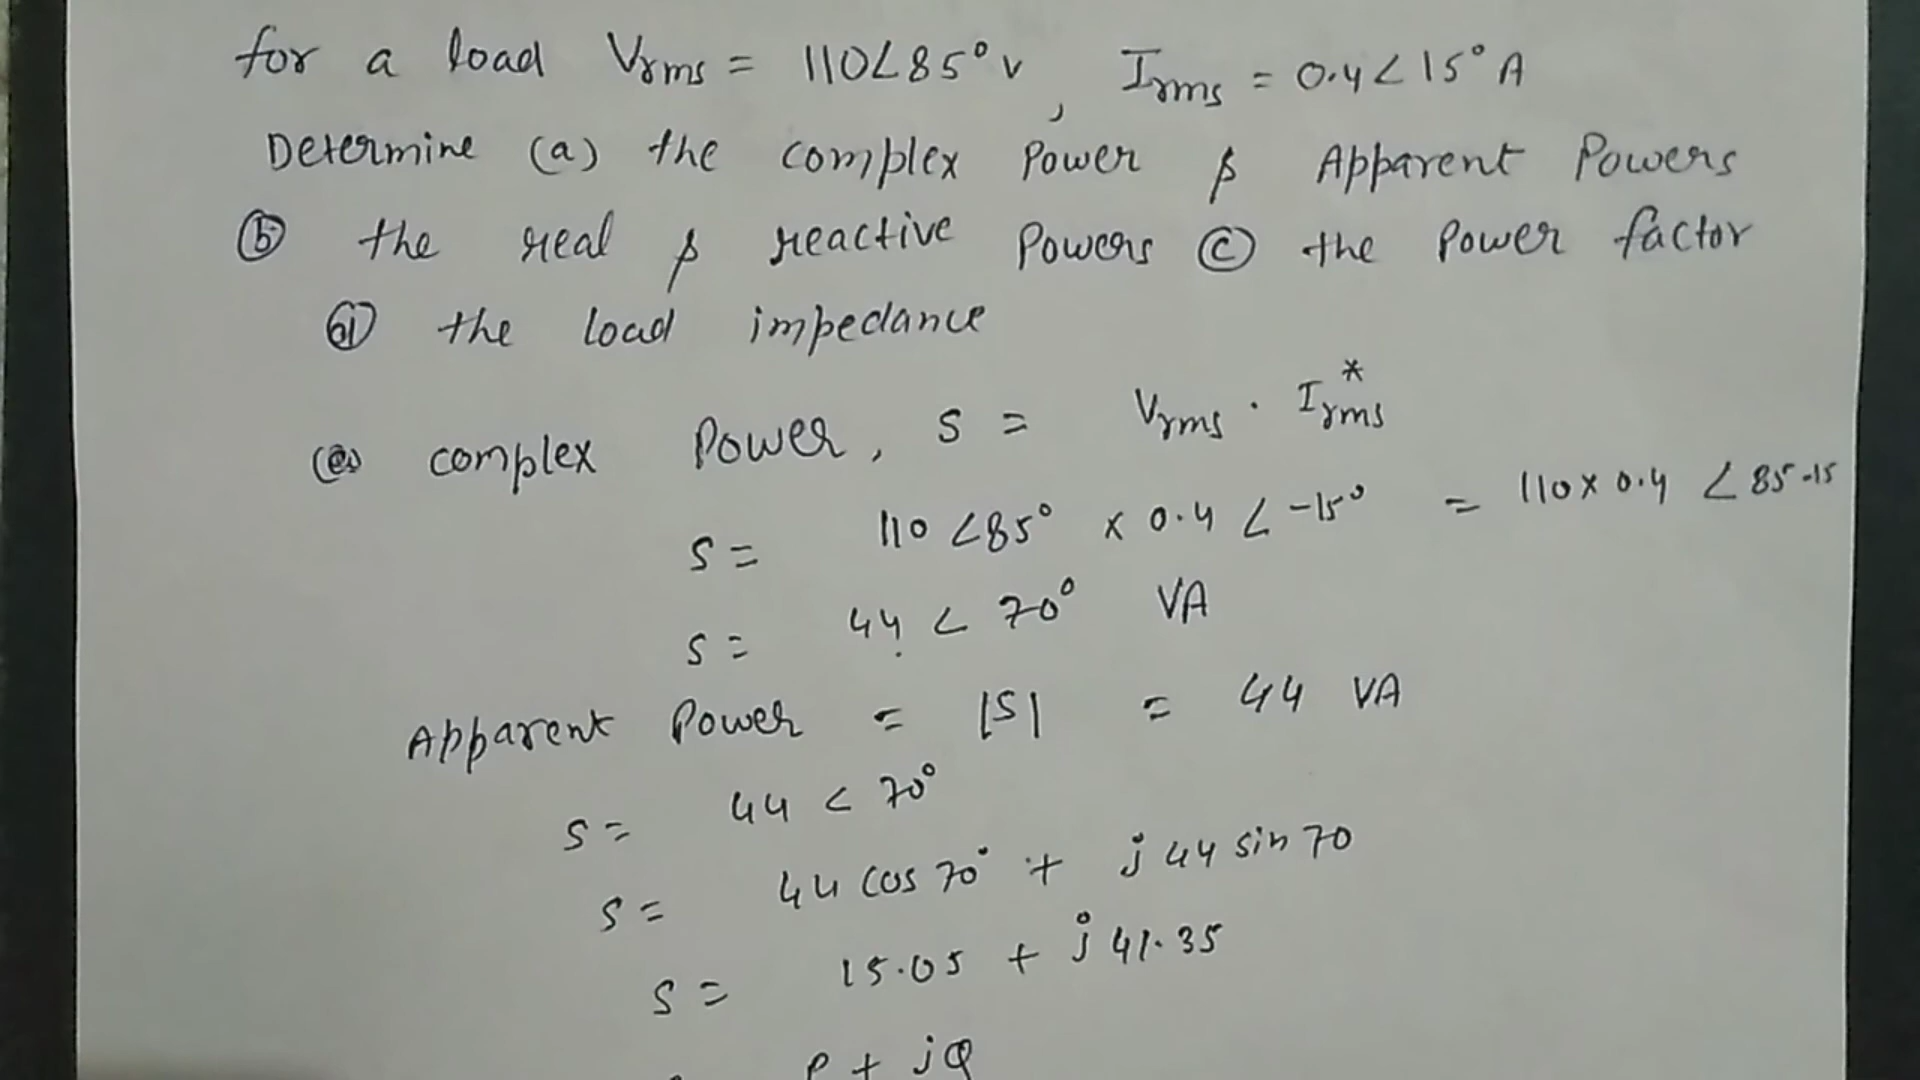 for a load Vrms = 110∠85° v, Irms = 0.4∠15° A
Determine (a) the complex Power & Apparent Powers
ⓑ the real & reactive Powers ⓒ the Power factor
ⓓ the load impedance
(a) complex Power, S = Vrms · Irms*
S = 110 ∠85° × 0.4 ∠-15° = 110 × 0.4 ∠85-15
S = 44 ∠ 70° VA
Apparent Power = |S| = 44 VA
S = 44 < 70°
S = 44 cos 70° + j 44 sin 70
S = 15.05 + j 41.35
P + jQ